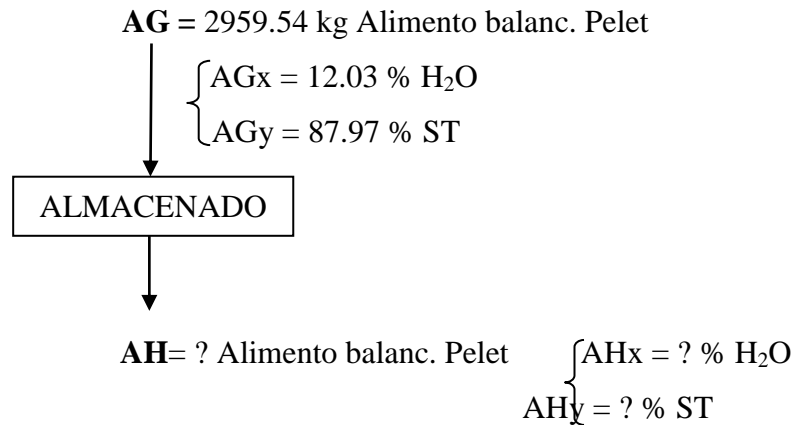 AG = 2959.54 kg Alimento balanc. Pelet
AGx = 12.03 % H₂O
AGy = 87.97 % ST
ALMACENADO
AH= ? Alimento balanc. Pelet AHx = ? % H₂O
AHy = ? % ST